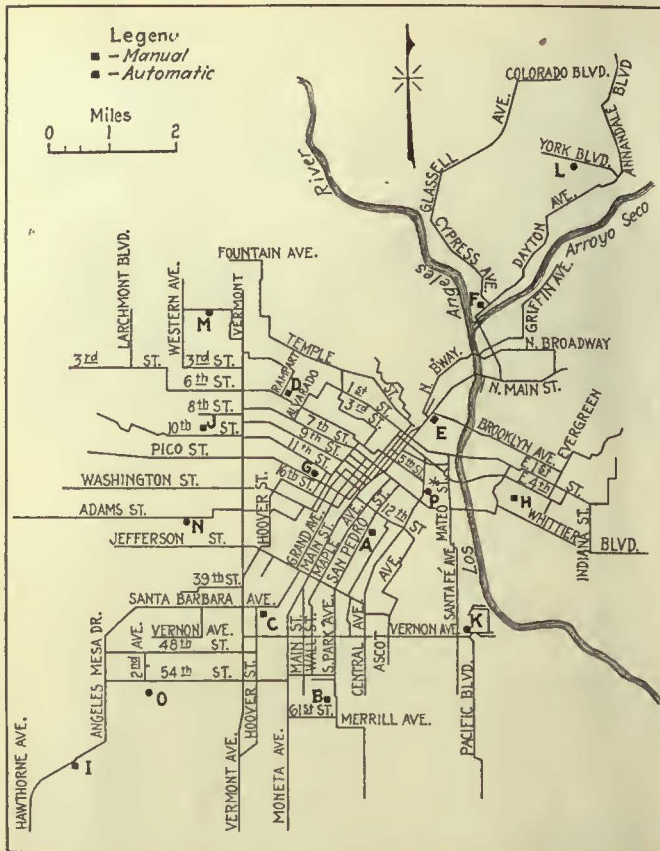 Legend
■ - Manual
■ - Automatic
Miles
0 1 2
COLORADO BLVD.
ANNANDALE BLVD
YORK BLVD.
L
GLASSELL AVE.
CYPRESS AVE.
DAYTON AVE.
Arroyo Seco
GRIFFIN AVE.
F
River
Angeles
Los
N. BROADWAY
N. MAIN ST.
N. BWAY.
FOUNTAIN AVE.
LARCHMONT BLVD.
WESTERN AVE.
VERMONT
M
TEMPLE ST.
3rd ST.
3rd ST.
RAMPART
D
ALVARADO
1st ST.
3rd ST.
6th ST.
8th ST.
J
10th ST.
7th ST.
9th ST.
11th ST.
E
BROOKLYN AVE.
EVERGREEN
E. 1st
E. 4th
5th St
PICO ST.
G
16th ST.
WASHINGTON ST.
P*
MATEO ST.
H
WHITTIER BLVD.
INDIANA ST.
ADAMS ST.
N
HOOVER ST.
GRAND AVE.
MAIN ST.
MAPLE AVE.
SAN PEDRO ST.
A
12th ST.
JEFFERSON ST.
SANTA FÉ AVE.
39th ST.
SANTA BARBARA AVE.
C
K
VERNON AVE.
VERNON AVE.
48th ST.
2nd AVE.
54th ST.
O
MAIN ST.
WALL ST.
S. PARK AVE.
CENTRAL AVE.
ASCOT AVE.
B
61st ST.
MERRILL AVE.
ANGELES MESA DR.
I
HAWTHORNE AVE.
VERMONT AVE.
HOOVER ST.
MONETA AVE.
PACIFIC BLVD.